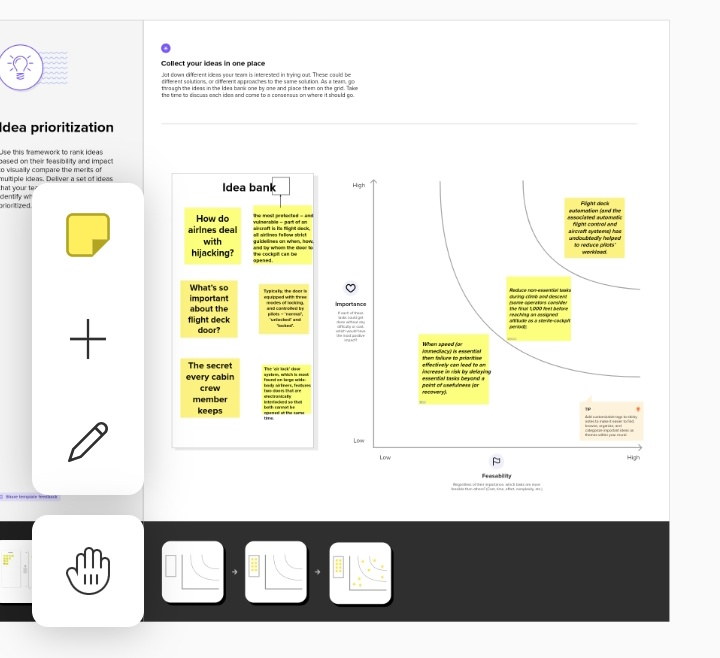 Collect your ideas in one place
Jot down different ideas your team is interested in trying out. These could be
different solutions, or different approaches to the same solution. As a team, go
through the ideas in the Idea bank one by one and place them on the grid. Take
the time to discuss each idea and come to a consensus on where it should go.
Idea prioritization
Use this framework to rank ideas
based on their feasibility and impact
to visually compare the merits of
multiple ideas. Deliver a set of ideas
that your
identify
prioritized.
Share template feedback
Idea bank
How do
airlnes deal
with
hijacking?
the most protected – and
vulnerable – part of an
aircraft is its flight deck,
all airlines follow strict
guidelines on when, how,
and by whom the door to
the cockpit can be
opened.
What's so
important
about the
flight deck
door?
Typically, the door is
equipped with three
modes of locking,
and controlled by
pilots – "normal",
"unlocked" and
"locked".
The secret
every cabin
crew
member
keeps
The 'air lock' door
system, which is most
found on large wide-
body airliners, features
two doors that are
electronically
interlocked so that
both cannot be
opened at the same
time.
High
Importance
Low
Low
High
Feasability
Flight deck
automation (and the
associated automatic
flight control and
aircraft systems) has
undoubtedly helped
to reduce pilots'
workload.
Reduce non-essential tasks
during climb and descent
(some operators consider
the final 1,000 feet before
reaching an assigned
altitude as a sterile-cockpit
period);
When speed (or
immediacy) is essential
then failure to prioritise
effectively can lead to an
increase in risk by delaying
essential tasks beyond a
point of usefulness (or
recovery).
TIP